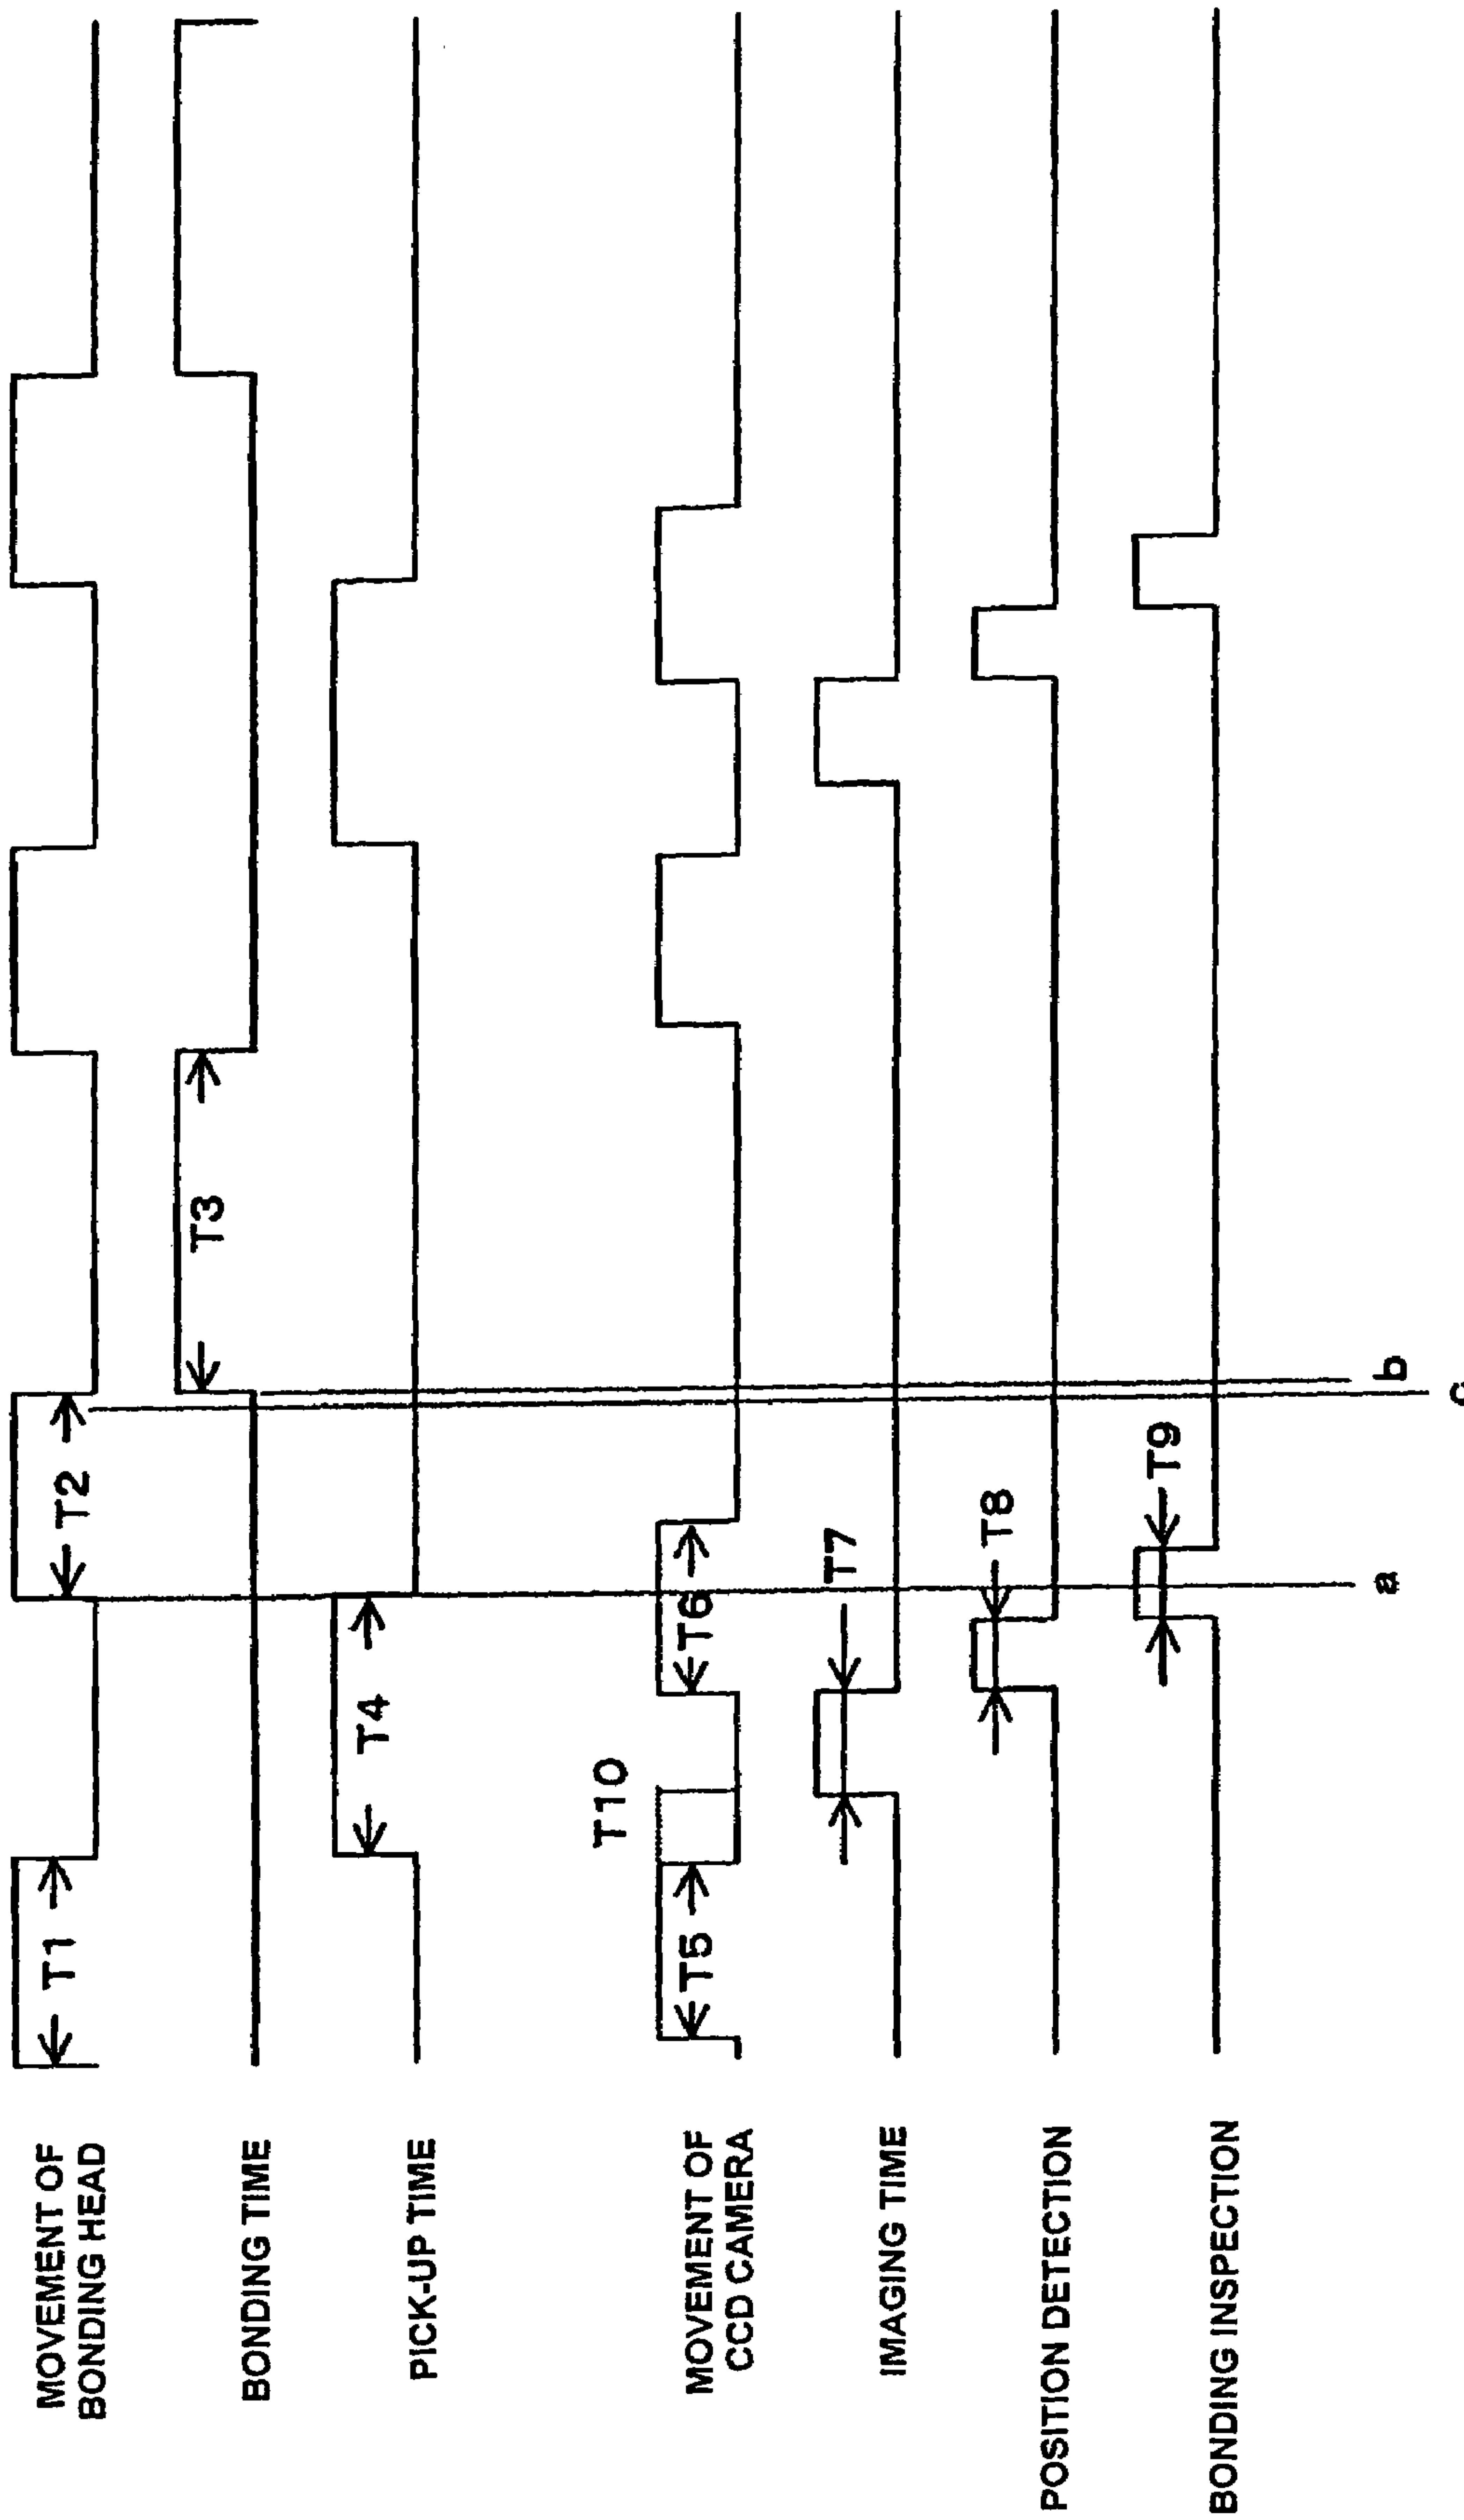 MOVEMENT OF
BONDING HEAD
T1
T2
BONDING TIME
T3
PICK-UP TIME
T4
MOVEMENT OF
CCD CAMERA
T5
T10
T6
IMAGING TIME
T7
POSITION DETECTION
T8
BONDING INSPECTION
T9
a
b
c